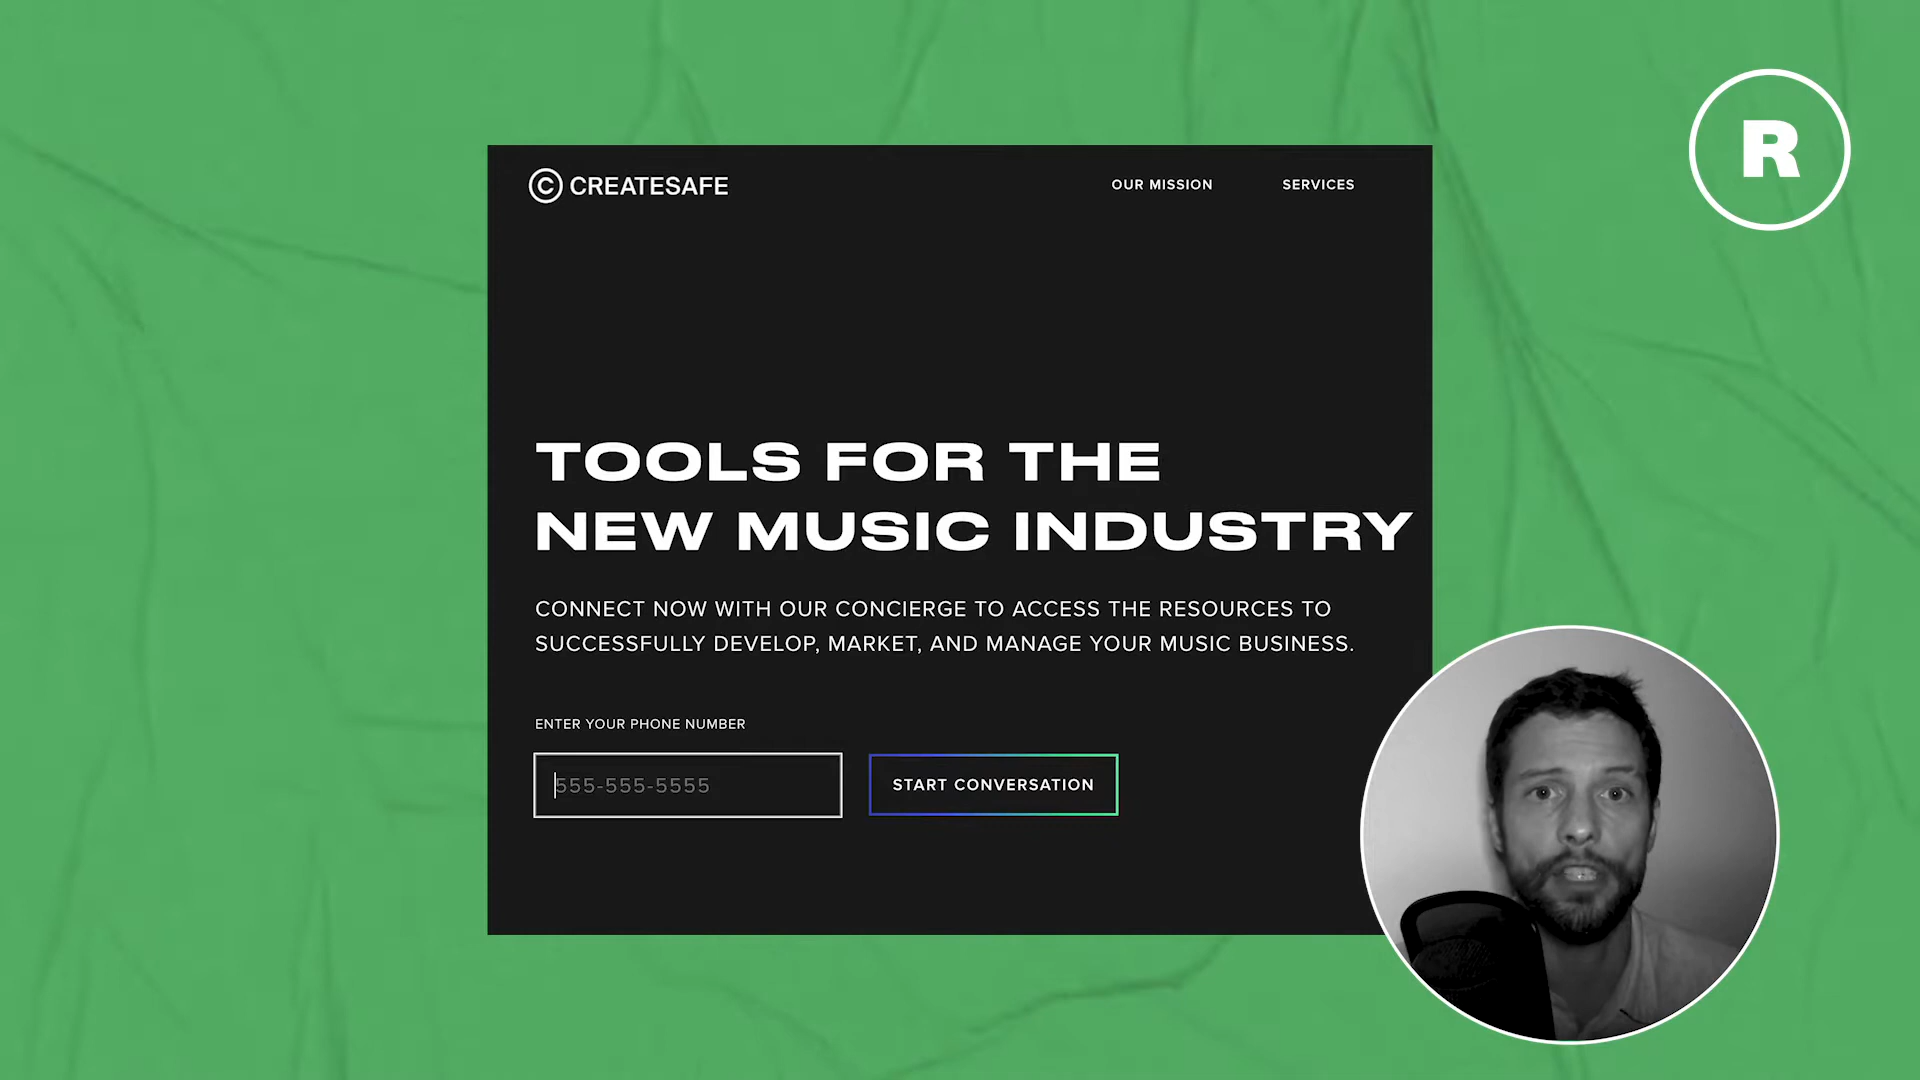 R
© CREATESAFE
OUR MISSION
SERVICES
TOOLS FOR THE
NEW MUSIC INDUSTRY
CONNECT NOW WITH OUR CONCIERGE TO ACCESS THE RESOURCES TO
SUCCESSFULLY DEVELOP, MARKET, AND MANAGE YOUR MUSIC BUSINESS.
ENTER YOUR PHONE NUMBER
555-555-5555
START CONVERSATION